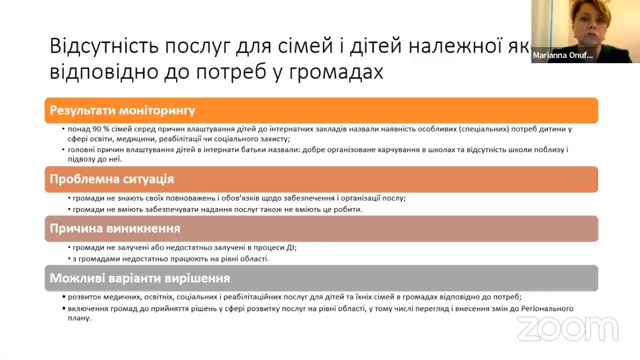 Відсутність послуг для сімей і дітей належної
відповідно до потреб у громадах
Marianna Onuf...
Результати моніторингу
• понад 90 % сімей серед причин влаштування дітей до інтернатних закладів назвали наявність особливих (спеціальних) потреб дитини у
сфері освіти, медицини, реабілітації чи соціального захисту;
• головні причин влаштування дітей в інтернати батьки назвали: добре організоване харчування в школах та відсутність школи поблизу і
підвозу до неї.
Проблемна ситуація
• громади не знають своїх повноважень і обов'язків щодо забезпечення і організації послуг;
• громади не вміють забезпечувати надання послуг також не вміють це робити.
Причина виникнення
• громади не залучені або недостатньо залучені в процеси ДІ;
• з громадами недостатньо працюють на рівні області.
Можливі варіанти вирішення
• розвиток медичних, освітніх, соціальних і реабілітаційних послуг для дітей та їхніх сімей в громадах відповідно до потреб;
• включення громад до прийняття рішень у сфері розвитку послуг на рівні області, у тому числі перегляд і внесення змін до Регіонального
плану.
zoom